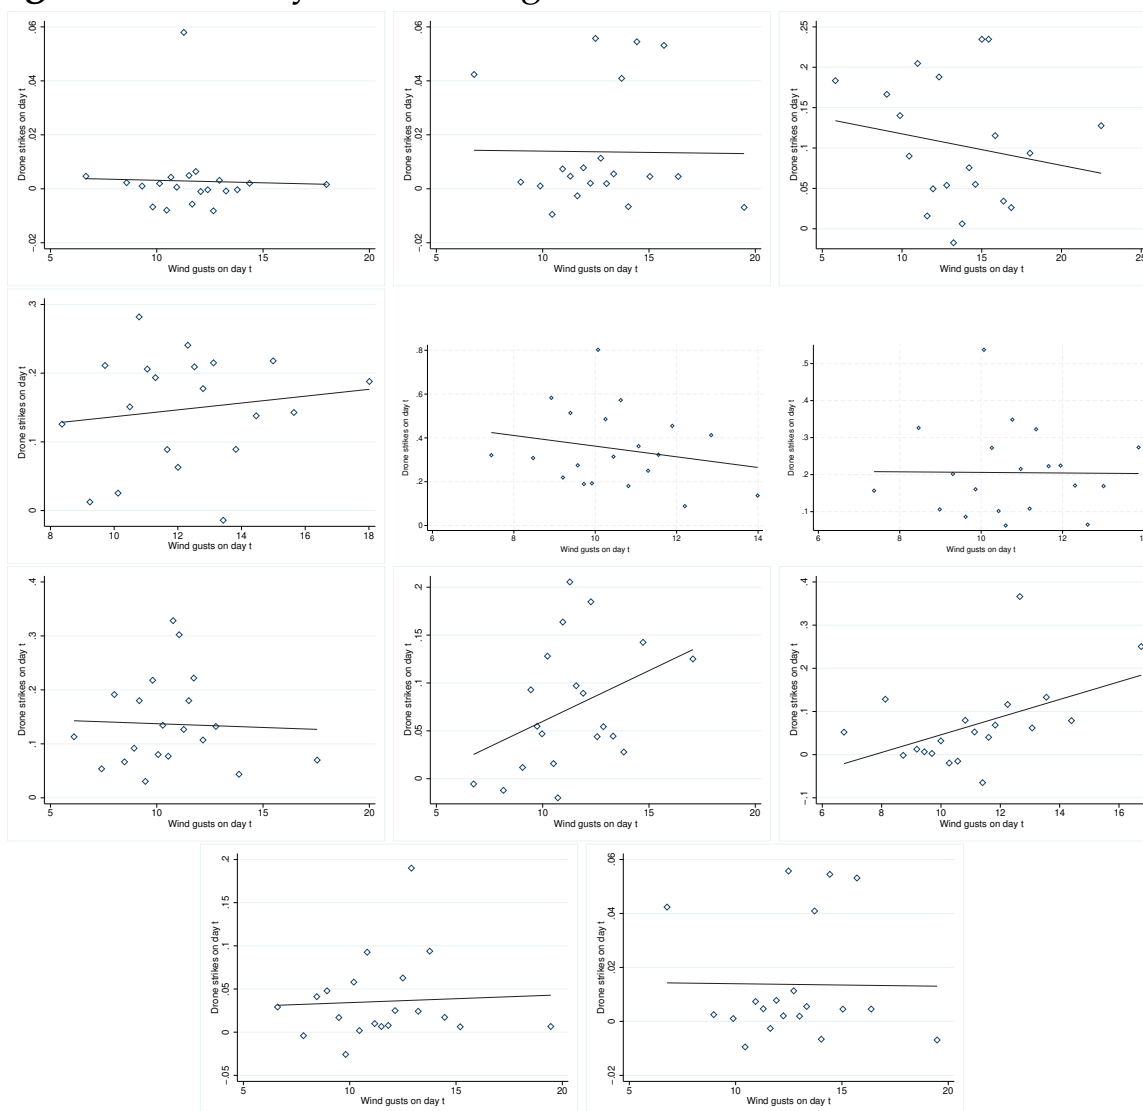 Drone strikes on day t
-.02 0 .02 .04 .06
5 10 15 20
Wind gusts on day t
Drone strikes on day t
-.02 0 .02 .04 .06
5 10 15 20
Wind gusts on day t
Drone strikes on day t
0 .05 .1 .15 .2 .25
5 10 15 20 25
Wind gusts on day t
Drone strikes on day t
0 .1 .2 .3
8 10 12 14 16 18
Wind gusts on day t
Drone strikes on day t
0 .2 .4 .6 .8
6 8 10 12 14
Wind gusts on day t
Drone strikes on day t
.1 .2 .3 .4 .5
6 8 10 12
Wind gusts on day t
Drone strikes on day t
0 .1 .2 .3 .4
5 10 15 20
Wind gusts on day t
Drone strikes on day t
0 .05 .1 .15 .2
5 10 15 20
Wind gusts on day t
Drone strikes on day t
-.1 0 .1 .2 .3 .4
6 8 10 12 14 16
Wind gusts on day t
Drone strikes on day t
-.05 0 .05 .1 .15 .2
5 10 15 20
Wind gusts on day t
Drone strikes on day t
-.02 0 .02 .04 .06
5 10 15 20
Wind gusts on day t